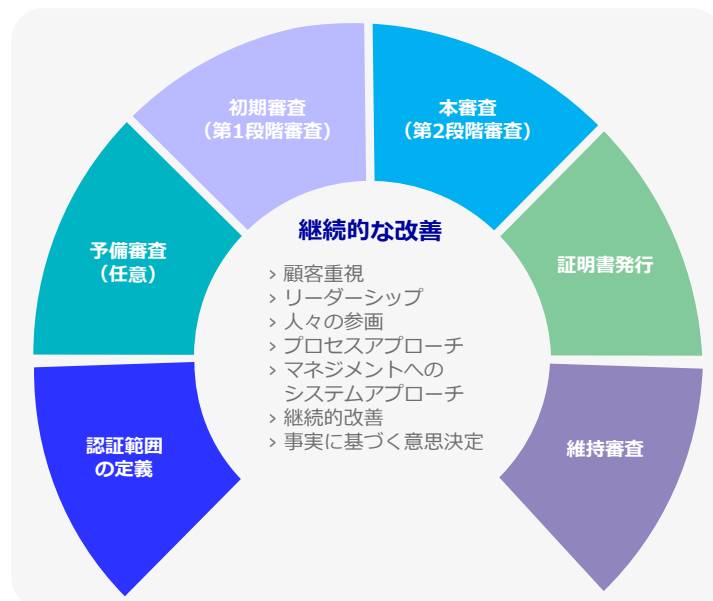 初期審査
（第1段階審査）
本審査
（第2段階審査）
予備審査
（任意）
証明書発行
認証範囲
の定義
維持審査
継続的な改善
› 顧客重視
› リーダーシップ
› 人々の参画
› プロセスアプローチ
› マネジメントへの
システムアプローチ
› 継続的改善
› 事実に基づく意思決定